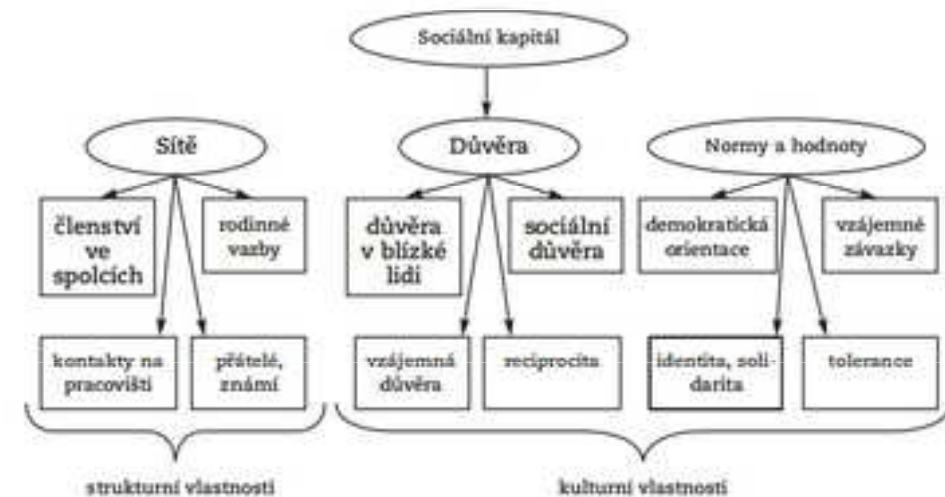 Sociální kapitál
Sítě
Důvěra
Normy a hodnoty
členství
ve
spolcích
rodinné
vazby
důvěra
v blízké
lidi
sociální
důvěra
demokratická
orientace
vzájemné
závazky
kontakty na
pracovišti
přátelé,
známí
vzájemná
důvěra
reciprocita
identita, soli-
darita
tolerance
strukturní vlastnosti
kulturní vlastnosti